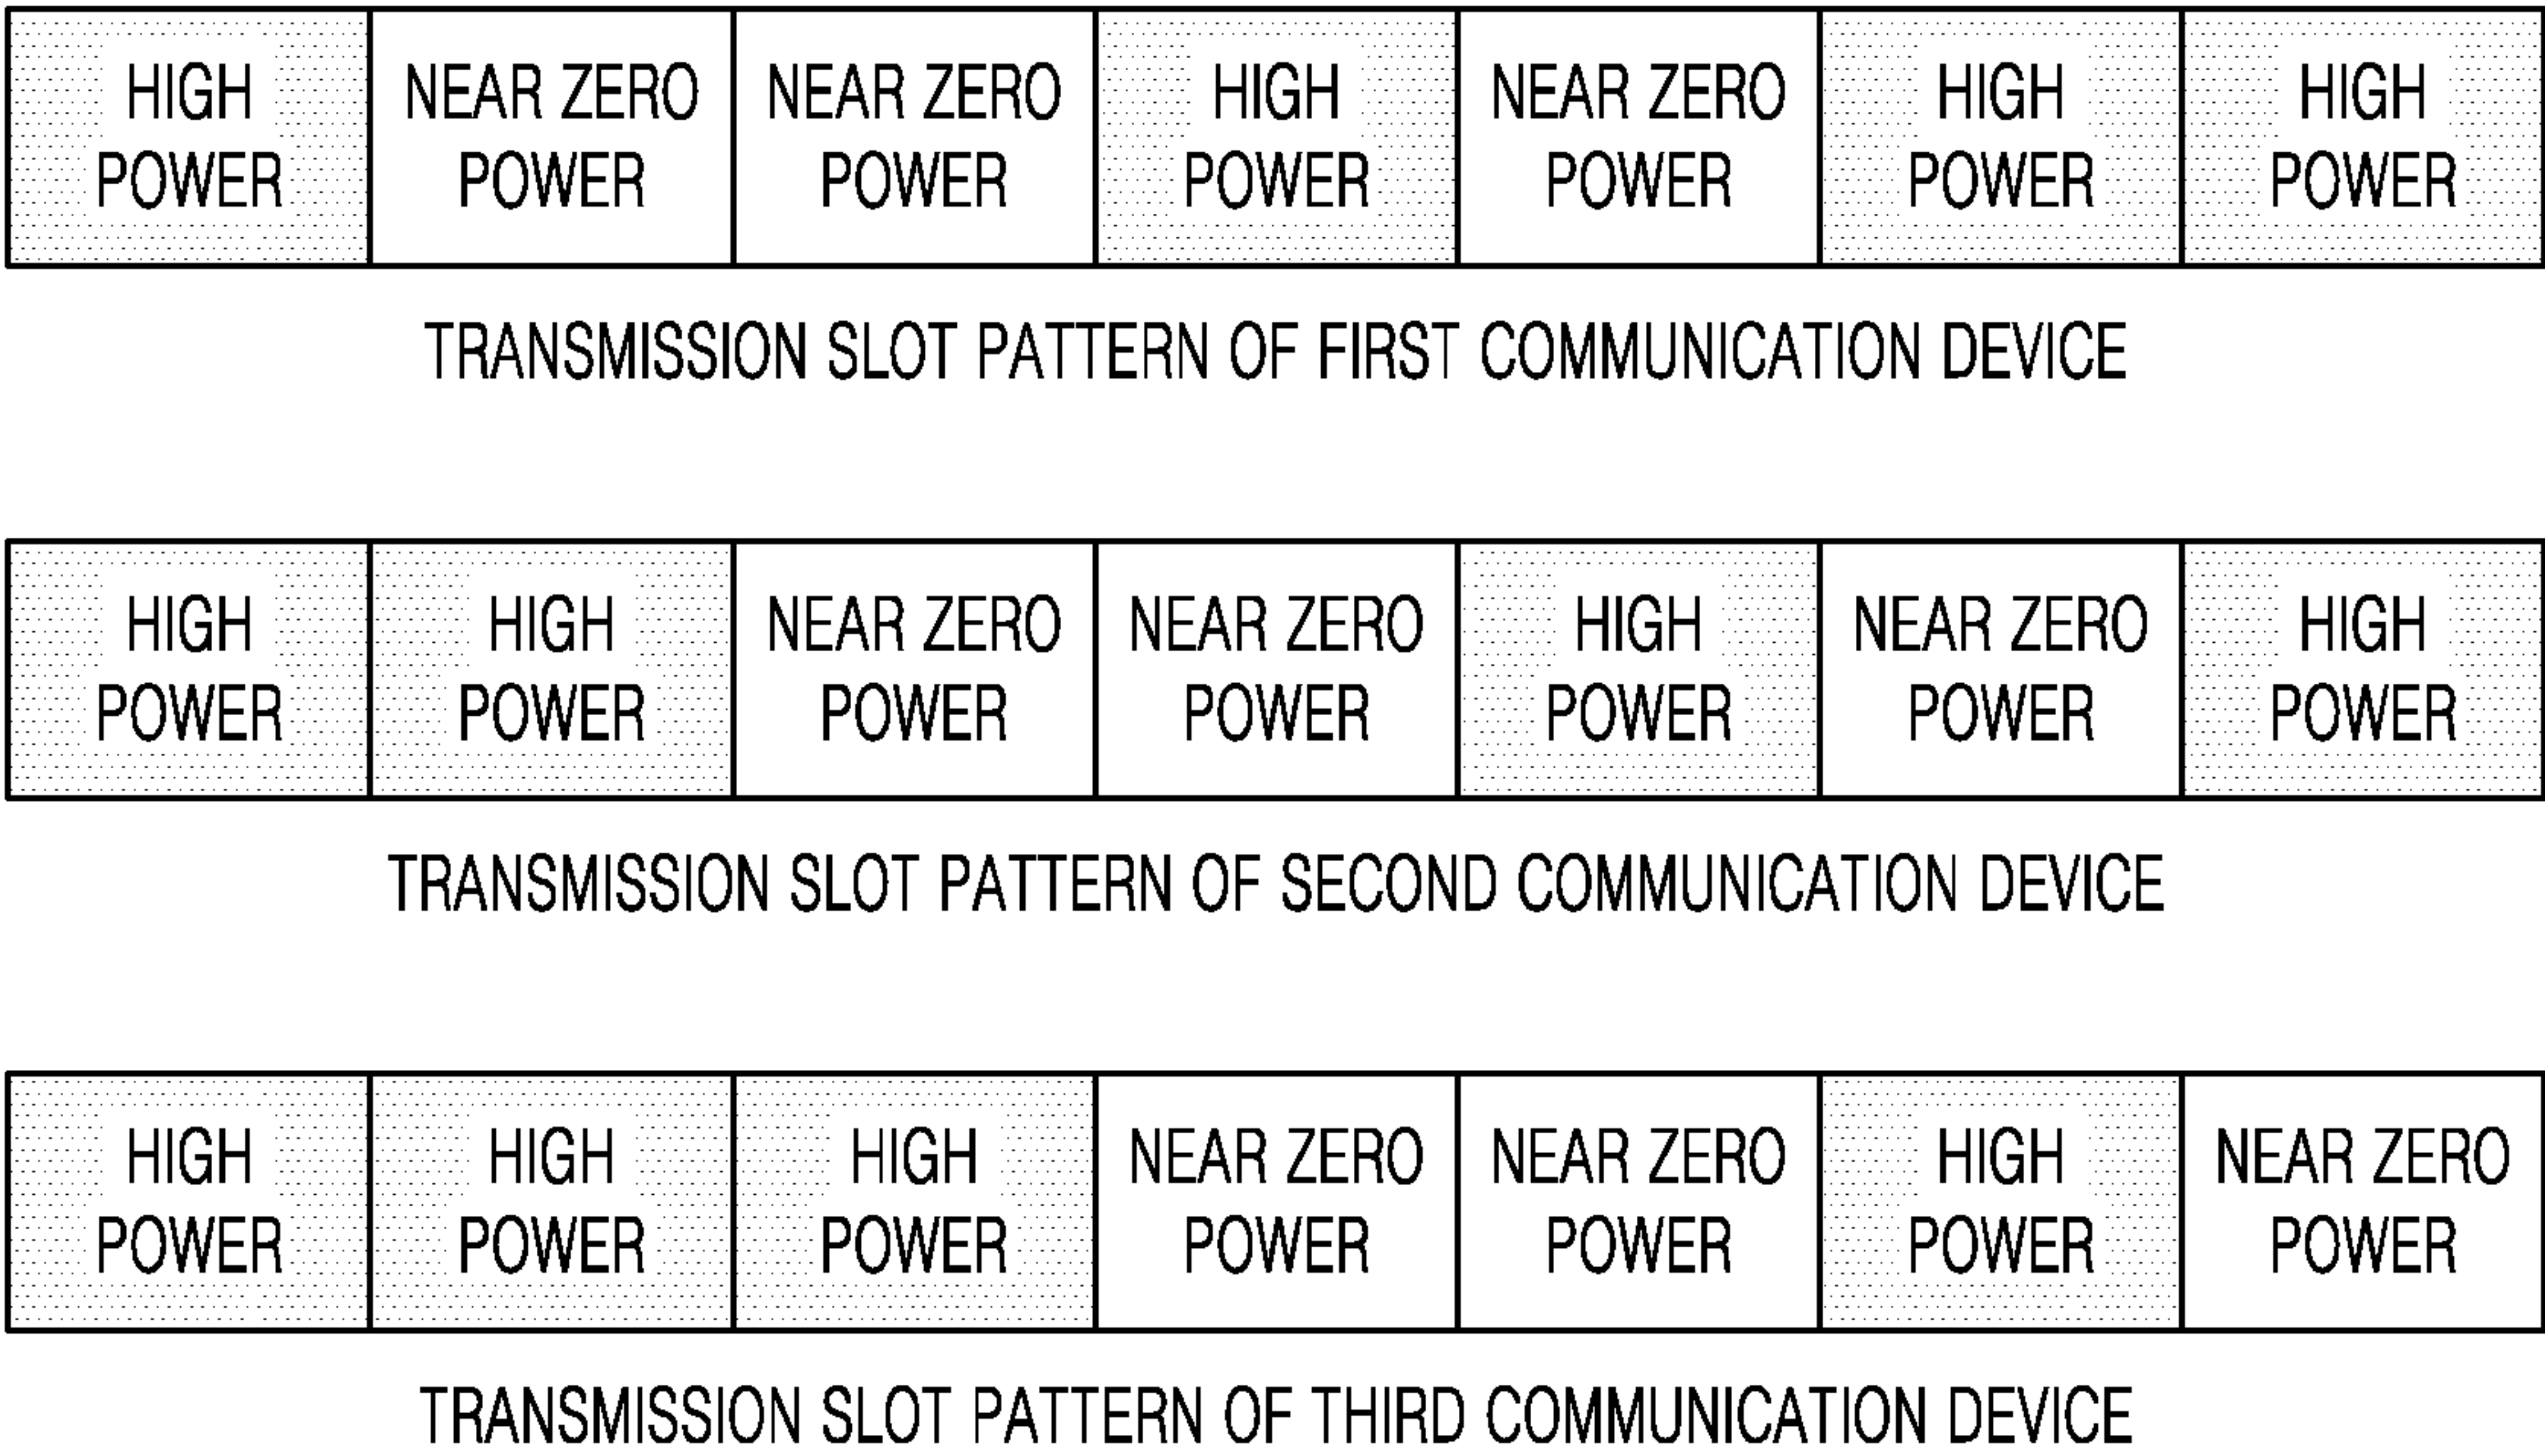 HIGH NEAR ZERO NEAR ZERO HIGH NEAR ZERO HIGH HIGH
POWER POWER POWER POWER POWER POWER POWER
TRANSMISSION SLOT PATTERN OF FIRST COMMUNICATION DEVICE
HIGH HIGH NEAR ZERO NEAR ZERO HIGH NEAR ZERO HIGH
POWER POWER POWER POWER POWER POWER POWER
TRANSMISSION SLOT PATTERN OF SECOND COMMUNICATION DEVICE
HIGH HIGH HIGH NEAR ZERO NEAR ZERO HIGH NEAR ZERO
POWER POWER POWER POWER POWER POWER POWER
TRANSMISSION SLOT PATTERN OF THIRD COMMUNICATION DEVICE